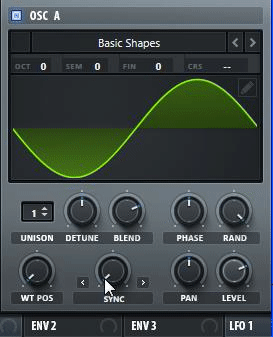 OSC A
Basic Shapes
OCT 0 SEM 0 FIN 0 CRS --
1
UNISON DETUNE BLEND PHASE RAND
WT POS SYNC PAN LEVEL
ENV 2 ENV 3 LFO 1